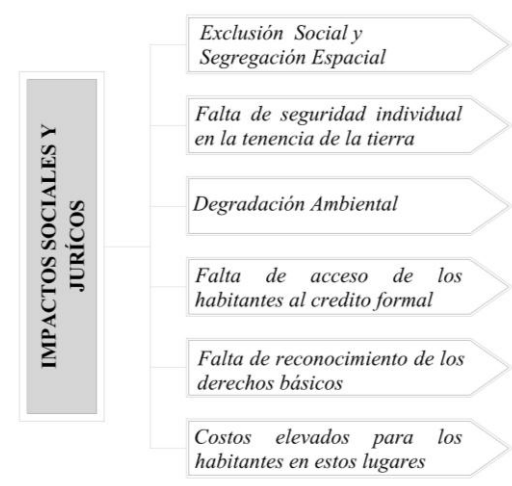 IMPACTOS SOCIALES Y
JURÍCOS
Exclusión Social y
Segregación Espacial
Falta de seguridad individual
en la tenencia de la tierra
Degradación Ambiental
Falta de acceso de los
habitantes al credito formal
Falta de reconocimiento de los
derechos básicos
Costos elevados para los
habitantes en estos lugares